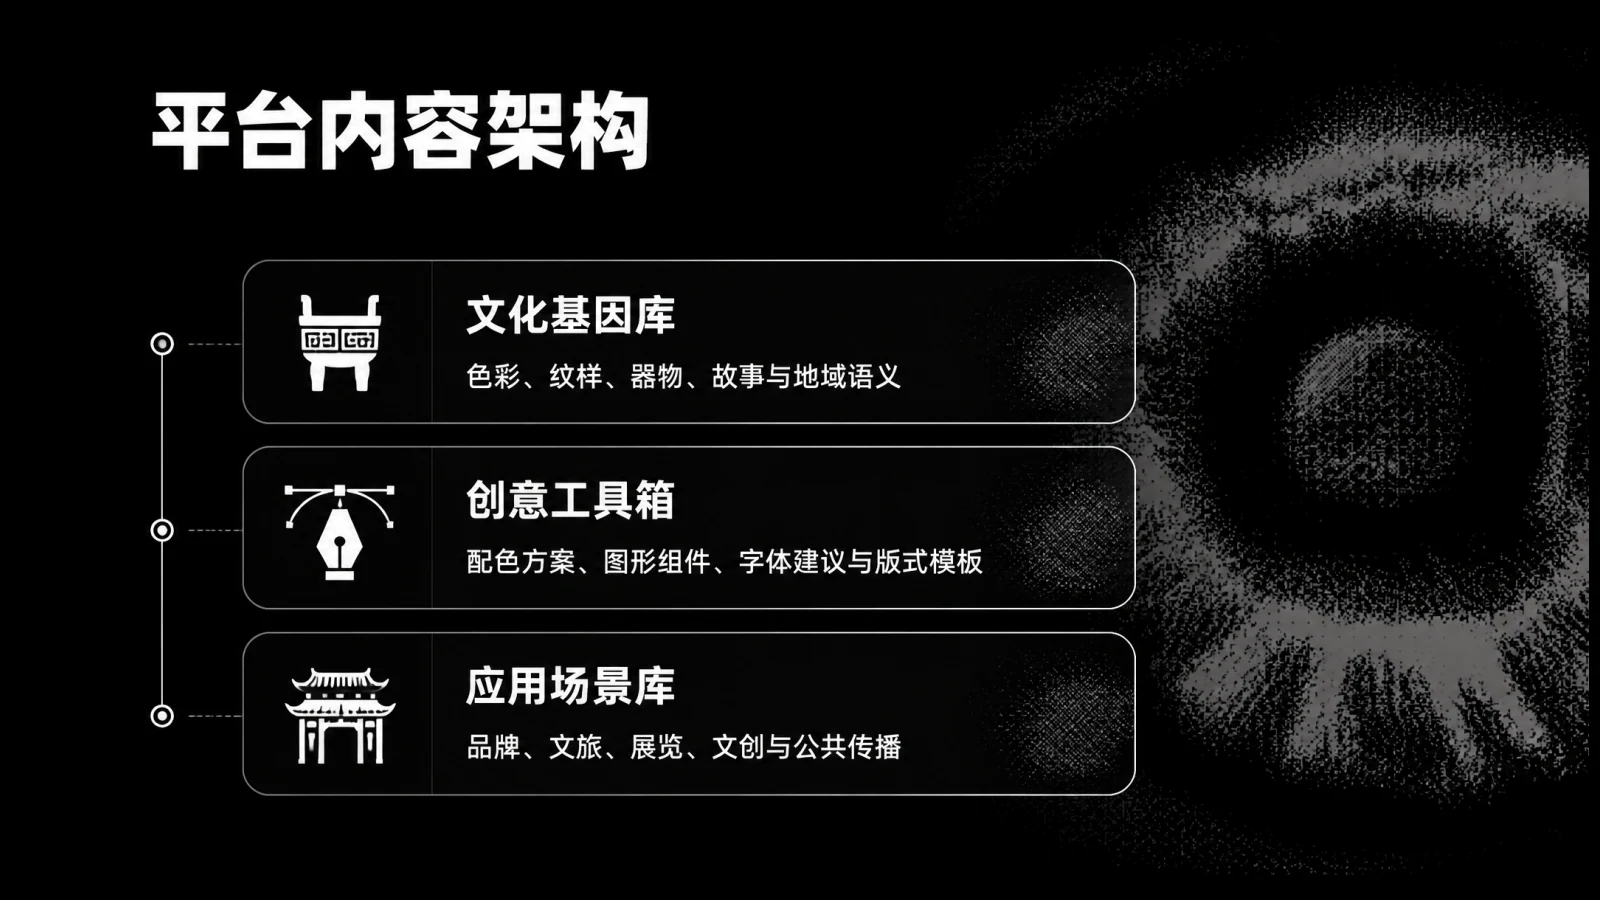 平台内容架构
文化基因库
色彩、纹样、器物、故事与地域语义
创意工具箱
配色方案、图形组件、字体建议与版式模板
应用场景库
品牌、文旅、展览、文创与公共传播